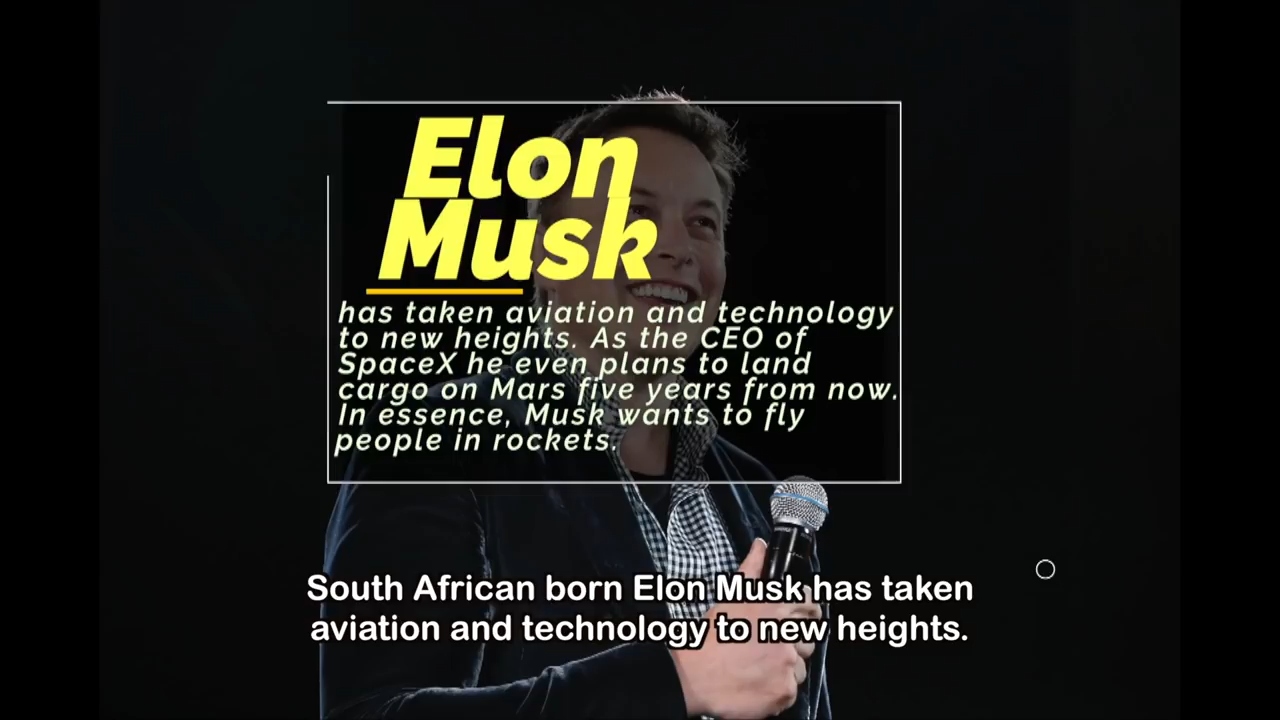 Elon
Musk
has taken aviation and technology
to new heights. As the CEO of
SpaceX he even plans to land
cargo on Mars five years from now.
In essence, Musk wants to fly
people in rockets.
South African born Elon Musk has taken
aviation and technology to new heights.